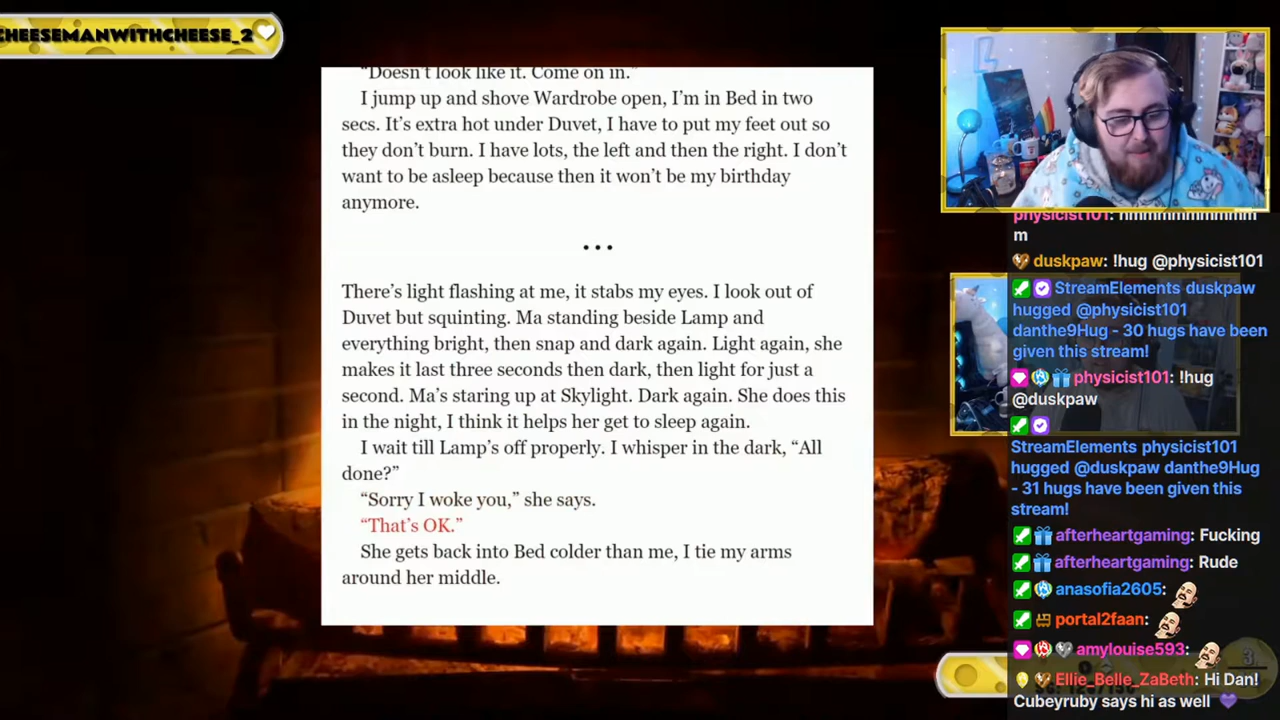 CHEESEMANWITHCHEESE_2
"Doesn't look like it. Come on in."
I jump up and shove Wardrobe open, I'm in Bed in two
secs. It's extra hot under Duvet, I have to put my feet out so
they don't burn. I have lots, the left and then the right. I don't
want to be asleep because then it won't be my birthday
anymore.
•••
There's light flashing at me, it stabs my eyes. I look out of
Duvet but squinting. Ma standing beside Lamp and
everything bright, then snap and dark again. Light again, she
makes it last three seconds then dark, then light for just a
second. Ma's staring up at Skylight. Dark again. She does this
in the night, I think it helps her get to sleep again.
I wait till Lamp's off properly. I whisper in the dark, "All
done?"
"Sorry I woke you," she says.
"That's OK."
She gets back into Bed colder than me, I tie my arms
around her middle.
physicist101: hmmmmmmmmm
m
duskpaw: !hug @physicist101
StreamElements duskpaw
hugged @physicist101
danthe9Hug - 30 hugs have been
given this stream!
physicist101: !hug
@duskpaw
StreamElements physicist101
hugged @duskpaw danthe9Hug
- 31 hugs have been given this
stream!
afterheartgaming: Fucking
afterheartgaming: Rude
anasofia2605:
portal2faan:
amylouise593:
Ellie_Belle_ZaBeth: Hi Dan!
Cubeyruby says hi as well